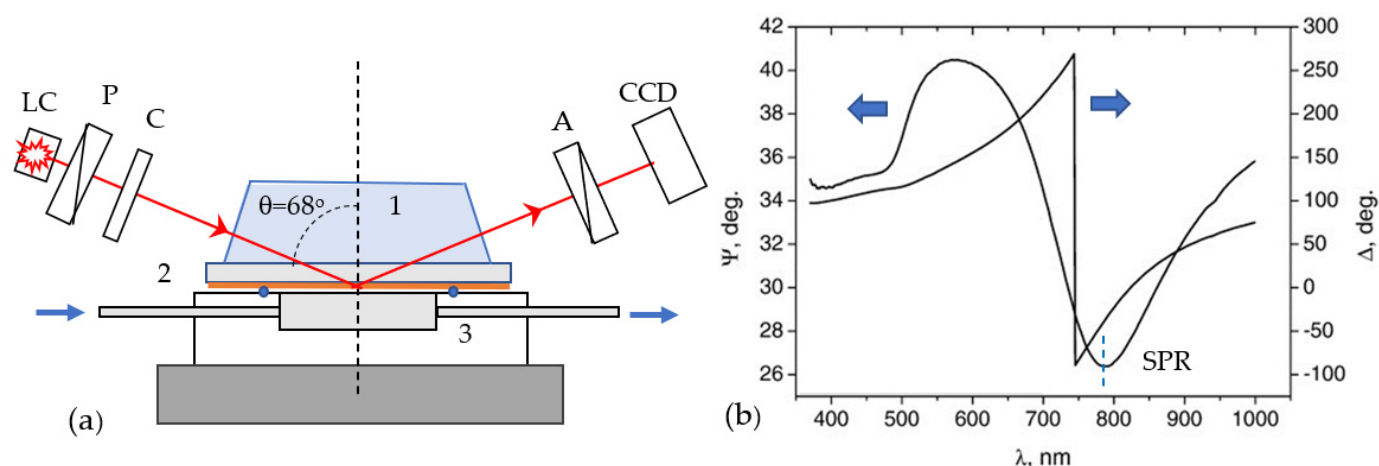 LC
P
C
A
CCD
θ=68°
1
2
3
(a)
42
40
38
36
34
32
30
28
26
Ψ, deg.
300
250
200
150
100
50
0
-50
-100
Δ, deg.
SPR
400 500 600 700 800 900 1000
λ, nm
(b)